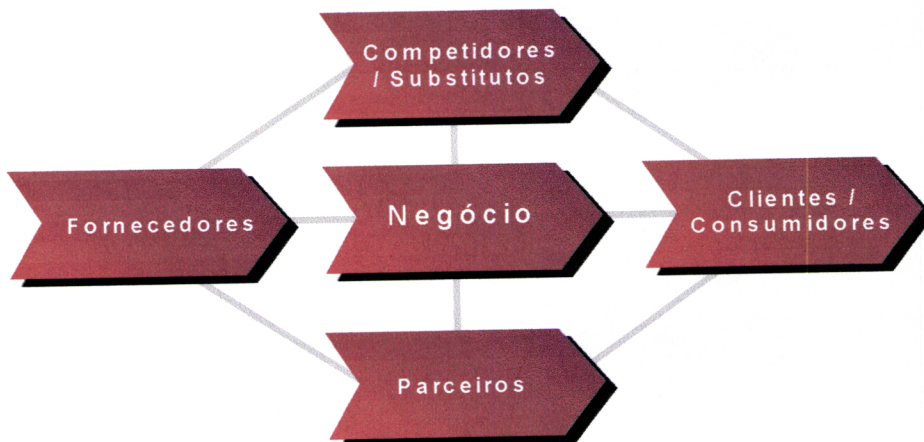 Competidores
/ Substitutos
Fornecedores
Negócio
Clientes /
Consumidores
Parceiros